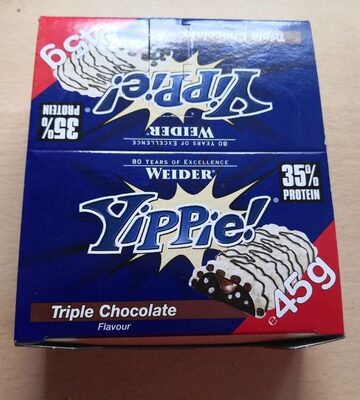 45g
Triple Chocolate
Yippie!
35%
PROTEIN
WEIDER®
80 YEARS OF EXCELLENCE
80 YEARS OF EXCELLENCE
WEIDER®
35%
PROTEIN
Yippie!®
Triple Chocolate
Flavour
e45g